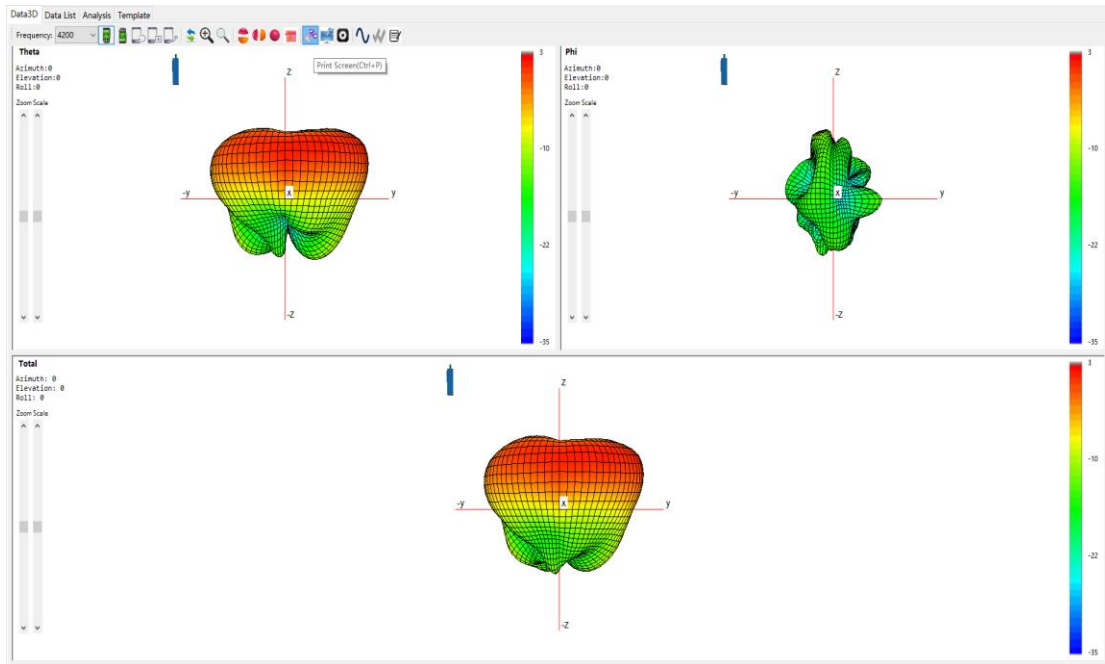 Data3D Data List Analysis Template
Frequency: 4200
Print Screen(Ctrl+P)
Theta
Azimuth:0
Elevation:0
Roll:0
Zoom Scale
Z
-y
x
y
-Z
3
-10
-22
-35
Phi
Azimuth:0
Elevation:0
Roll:0
Zoom Scale
Z
-y
x
y
-Z
3
-10
-22
-35
Total
Azimuth: 0
Elevation: 0
Roll: 0
Zoom Scale
Z
-y
x
y
-Z
3
-10
-22
-35